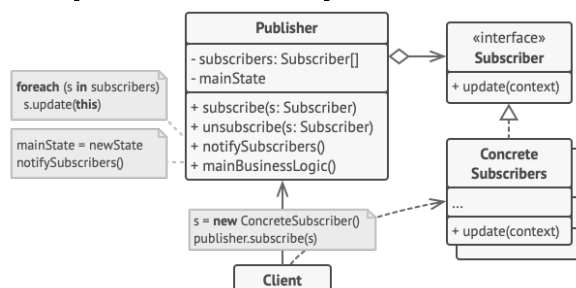 Publisher
- subscribers: Subscriber[]
- mainState
+ subscribe(s: Subscriber)
+ unsubscribe(s: Subscriber)
+ notifySubscribers()
+ mainBusinessLogic()
«interface»
Subscriber
+ update(context)
foreach (s in subscribers)
s.update(this)
mainState = newState
notifySubscribers()
Concrete
Subscribers
...
+ update(context)
s = new ConcreteSubscriber()
publisher.subscribe(s)
Client